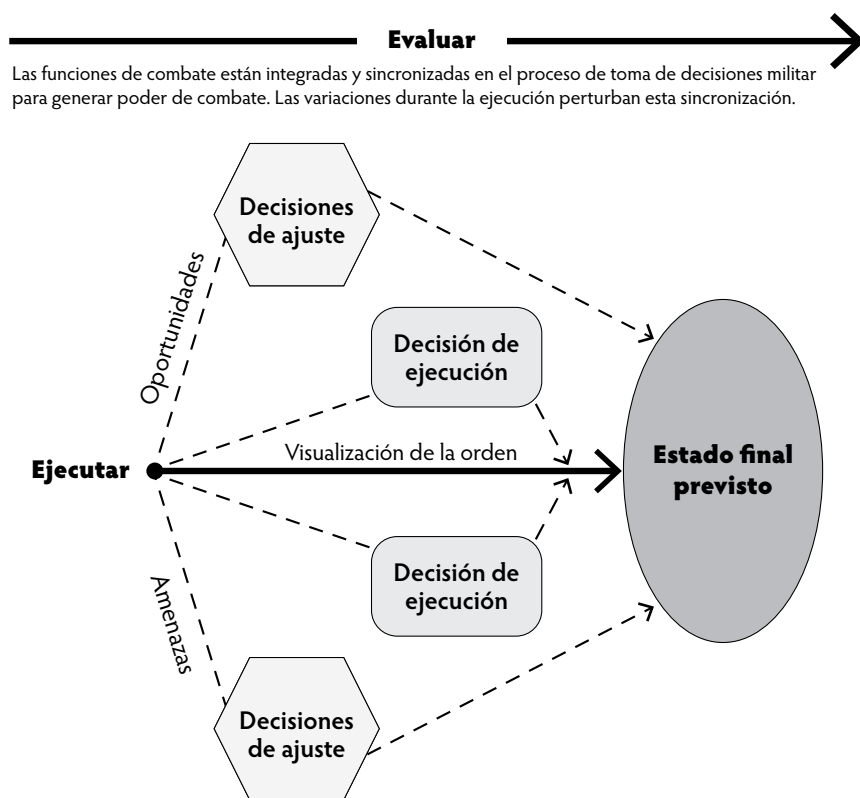 Evaluar
Las funciones de combate están integradas y sincronizadas en el proceso de toma de decisiones militar
para generar poder de combate. Las variaciones durante la ejecución perturban esta sincronización.
Decisiones
de ajuste
Oportunidades
Decisión de
ejecución
Visualización de la orden
Ejecutar
Estado final
previsto
Decisión de
ejecución
Amenazas
Decisiones
de ajuste